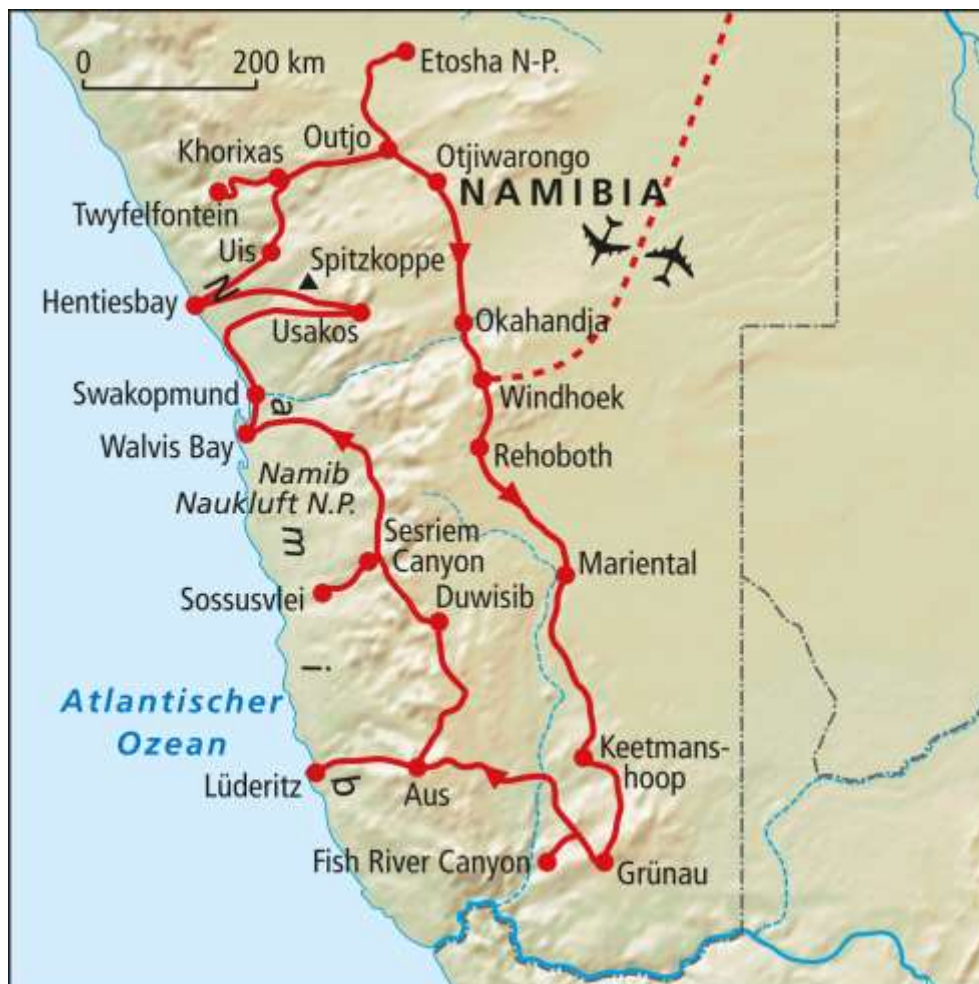 0 200 km
Etosha N-P.
Outjo
Khorixas
Otjiwarongo
NAMIBIA
Twyfelfontein
Uis
Spitzkoppe
Hentiesbay
Usakos
Okahandja
Swakopmund
Windhoek
Walvis Bay
Rehoboth
Namib
Naukluft N.P.
Sesriem
Canyon
Mariental
Sossusvlei
Duwisib
Namib
Atlantischer
Ozean
Keetmans-
hoop
Lüderitz
Aus
Fish River Canyon
Grünau